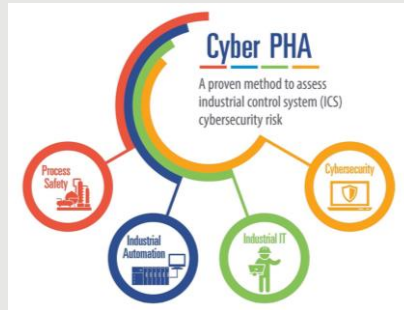 Cyber PHA
A proven method to assess
industrial control system (ICS)
cybersecurity risk
Process
Safety
Cybersecurity
Industrial
Automation
Industrial IT